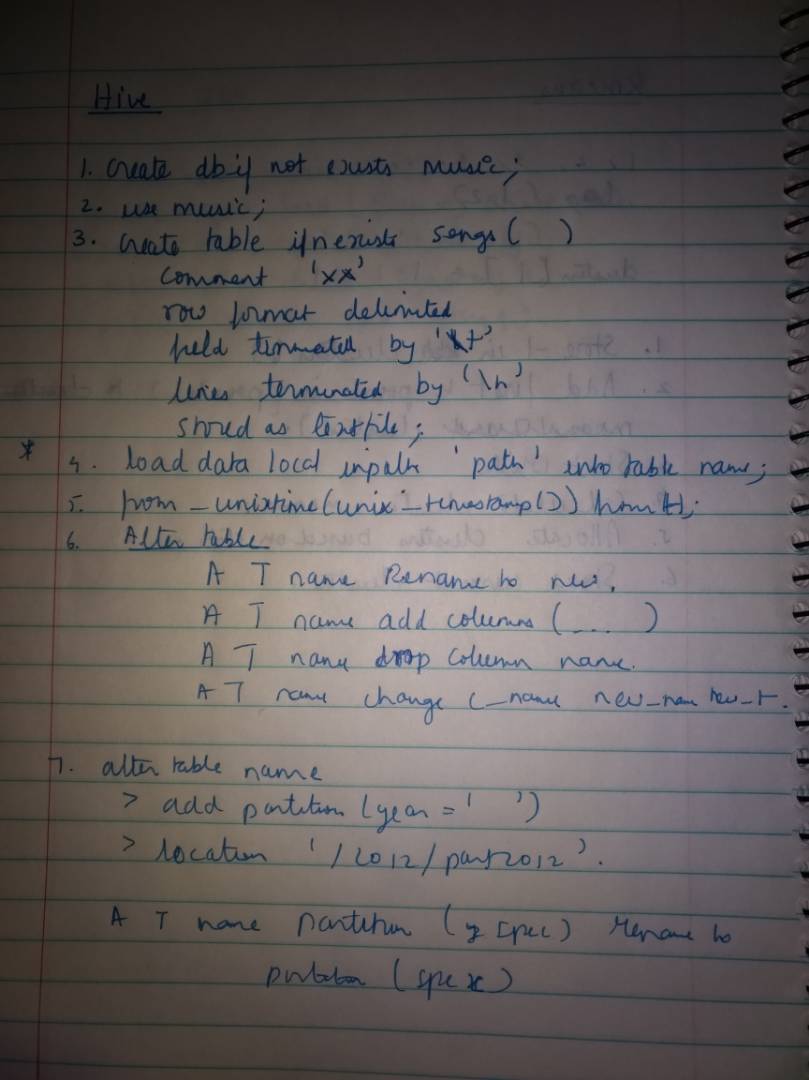 Hive
1. Create db if not exists music;
2. use music;
3. Create table ifnexists songs ( )
comment 'xx'
row format delimited
field terminated by '\t'
lines terminated by '\n'
stored as textfile;
* 4. load data local inpath 'path' into table name;
5. from_unixtime(unix_timestamp()) from
6. Alter table
A T name Rename to new.
A T name add columns (...)
A T name drop column name.
A T name change c_name new_name new_t.
7. alter table name
> add partition (year = ' ')
> location '/2012/part2012'.
A T name partition ( spec) rename to
partition (spec)